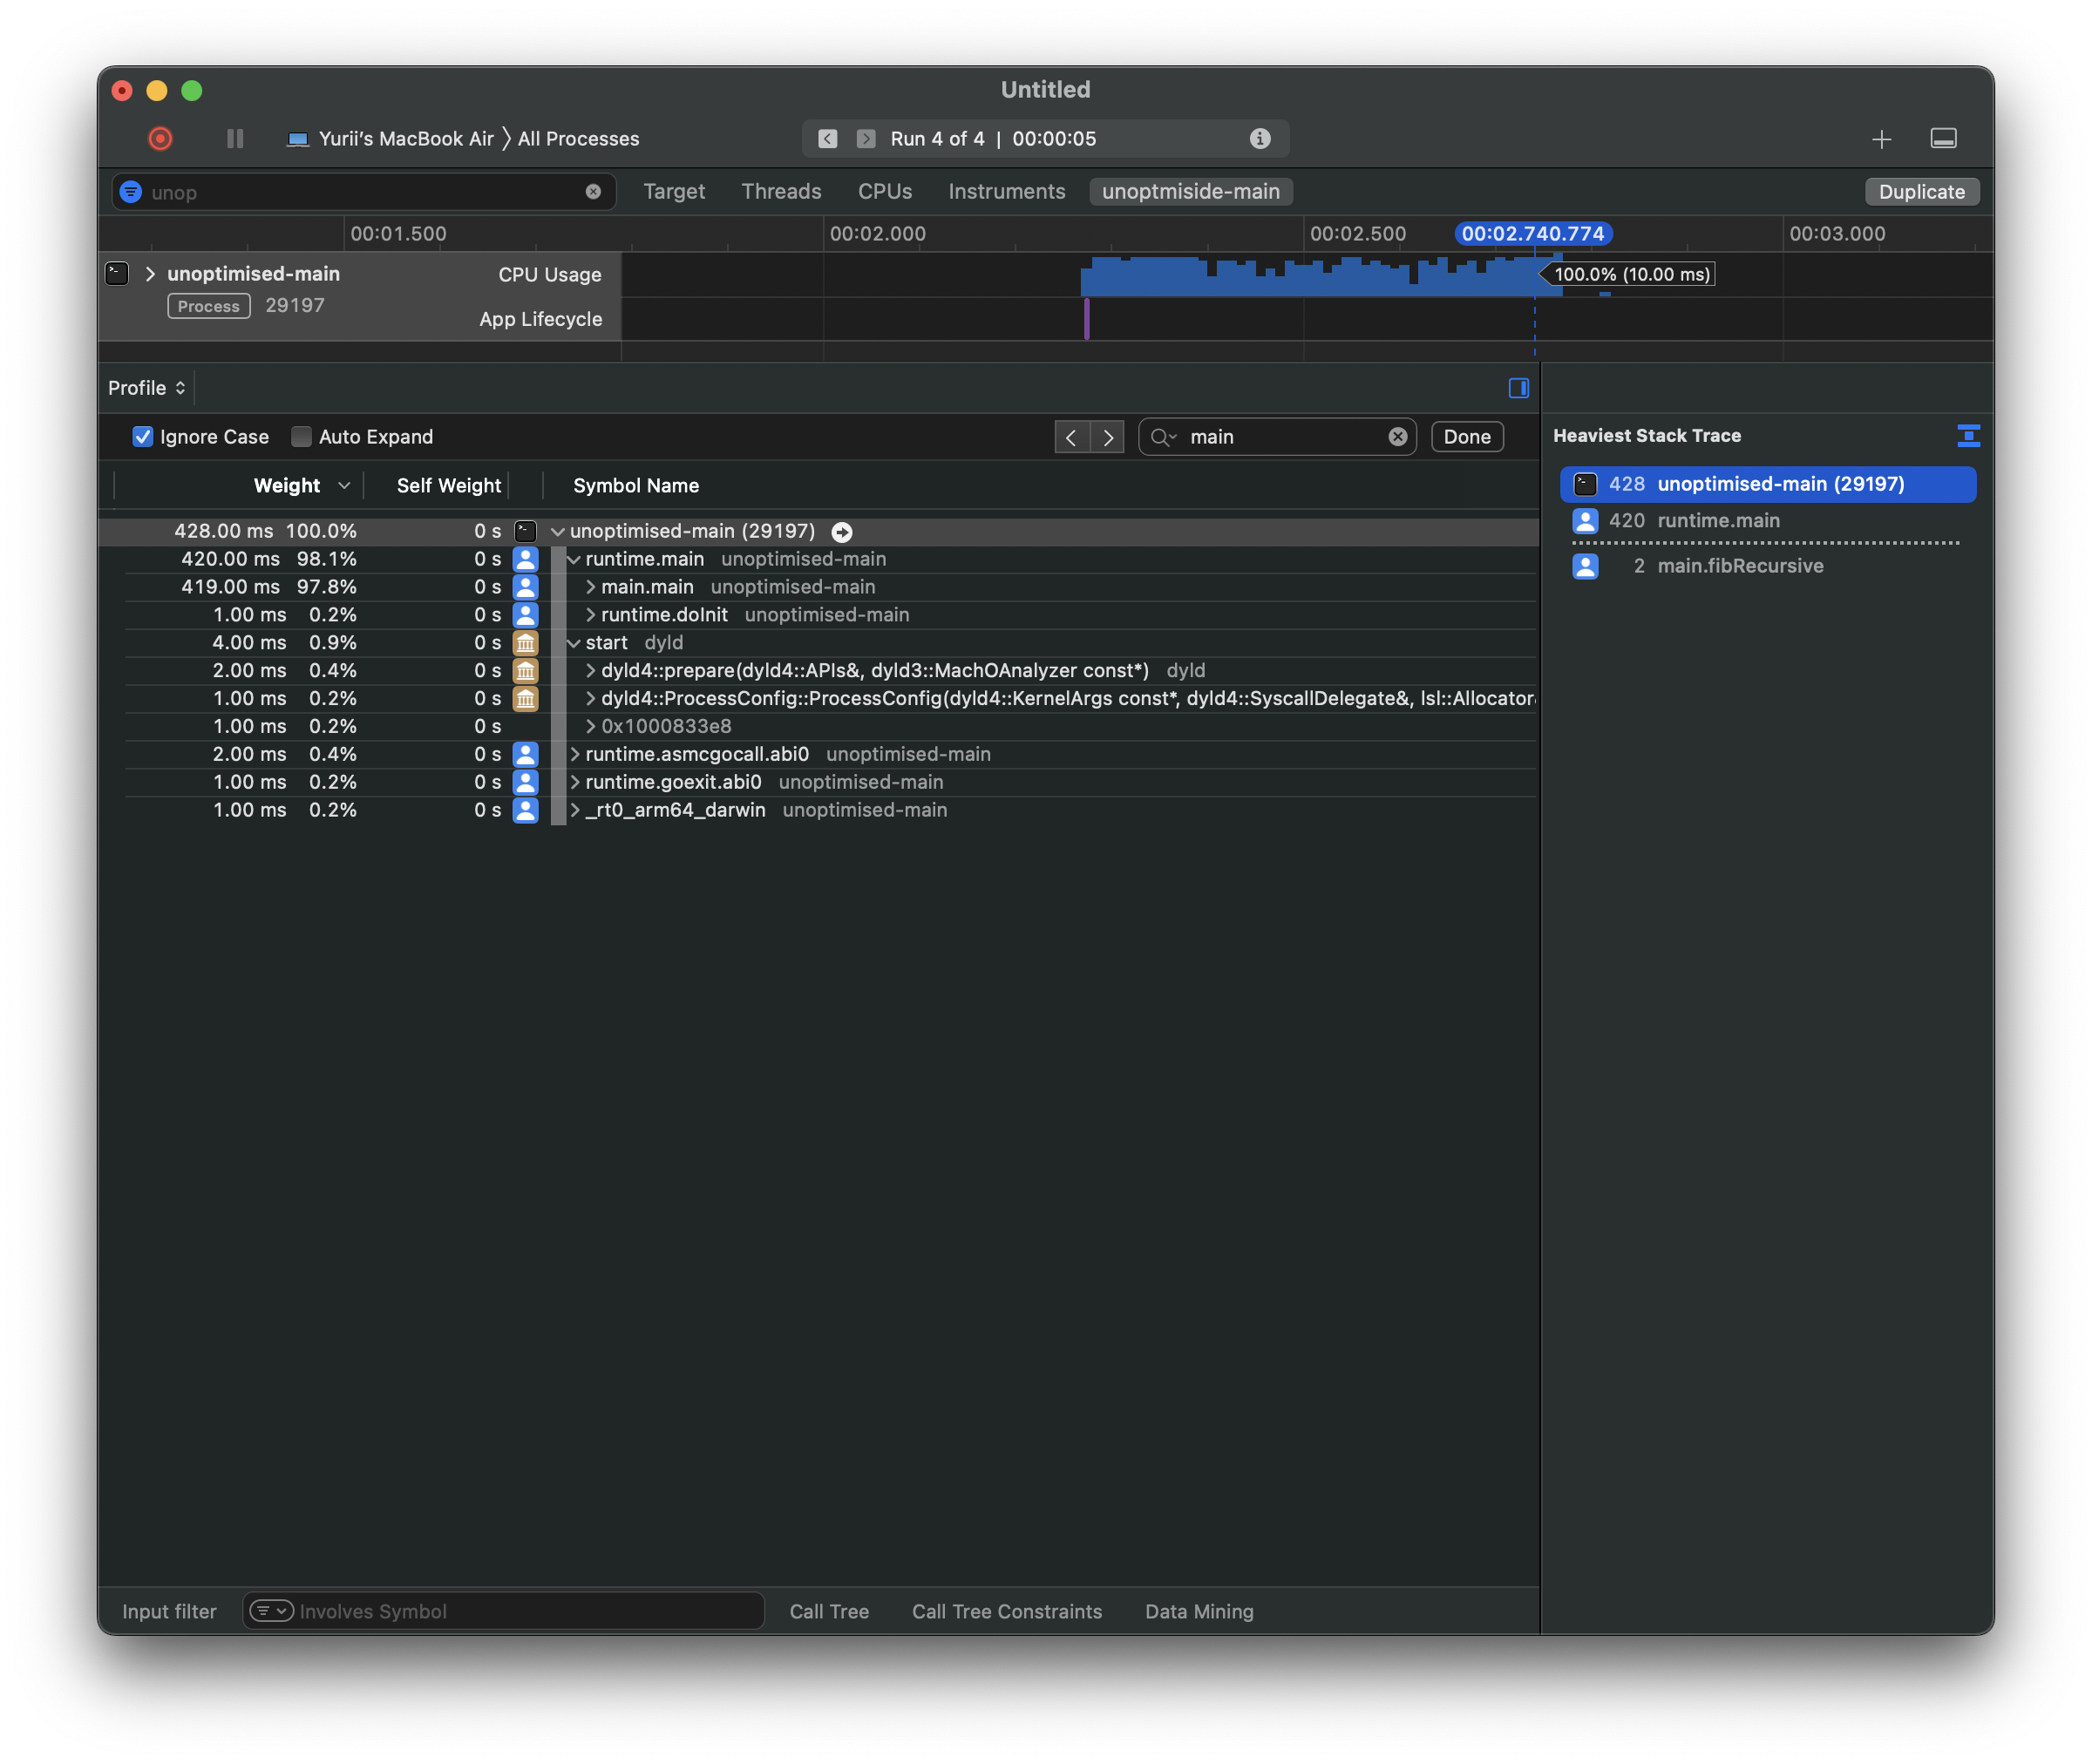 Untitled
Yurii's MacBook Air 〉All Processes
Run 4 of 4 | 00:00:05
unop
Target Threads CPUs Instruments unoptmiside-main Duplicate
00:01.500 00:02.000 00:02.500 00:02.740.774 00:03.000
unoptimised-main CPU Usage
100.0% (10.00 ms)
Process 29197
App Lifecycle
Profile
Ignore Case Auto Expand main Done
Heaviest Stack Trace
Weight Self Weight Symbol Name
428 unoptimised-main (29197)
420 runtime.main
2 main.fibRecursive
428.00 ms 100.0% 0 s unoptimised-main (29197)
420.00 ms 98.1% 0 s runtime.main unoptimised-main
419.00 ms 97.8% 0 s main.main unoptimised-main
1.00 ms 0.2% 0 s runtime.doInit unoptimised-main
4.00 ms 0.9% 0 s start dyld
2.00 ms 0.4% 0 s dyld4::prepare(dyld4::APIs&, dyld3::MachOAnalyzer const*) dyld
1.00 ms 0.2% 0 s dyld4::ProcessConfig::ProcessConfig(dyld4::KernelArgs const*, dyld4::SyscallDelegate&, lsl::Allocator
1.00 ms 0.2% 0 s 0x1000833e8
2.00 ms 0.4% 0 s runtime.asmcgocall.abi0 unoptimised-main
1.00 ms 0.2% 0 s runtime.goexit.abi0 unoptimised-main
1.00 ms 0.2% 0 s _rt0_arm64_darwin unoptimised-main
Input filter Involves Symbol Call Tree Call Tree Constraints Data Mining